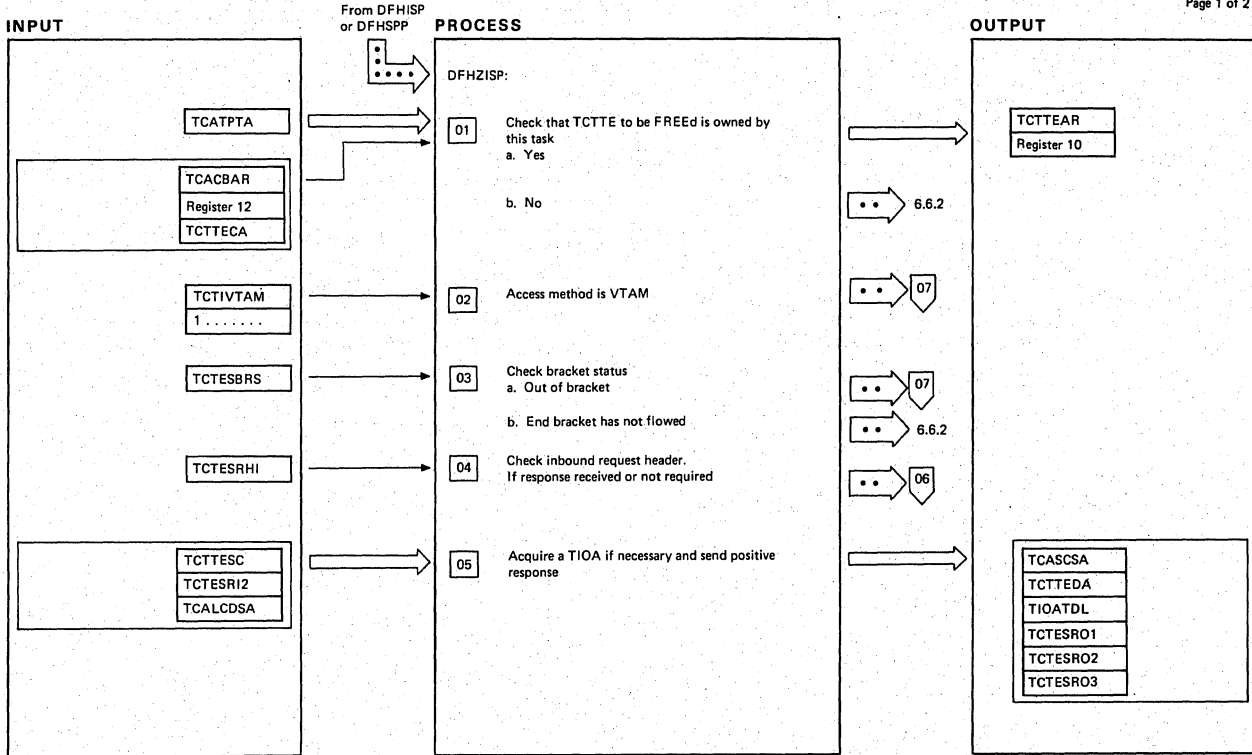 Page 1 of 2
From DFHISP
or DFHSPP
INPUT
PROCESS
OUTPUT
DFHZISP:
TCATPTA
01 Check that TCTTE to be FREEd is owned by
this task
a. Yes
TCTTEAR
Register 10
TCACBAR
Register 12
TCTTECA
b. No
6.6.2
TCTIVTAM
1 . . . . . . .
02 Access method is VTAM
07
TCTESBRS
03 Check bracket status
a. Out of bracket
07
b. End bracket has not flowed
6.6.2
TCTESRHI
04 Check inbound request header.
If response received or not required
06
TCTTESC
TCTESRI2
TCALCDSA
05 Acquire a TIOA if necessary and send positive
response
TCASCSA
TCTTEDA
TIOATDL
TCTESRO1
TCTESRO2
TCTESRO3